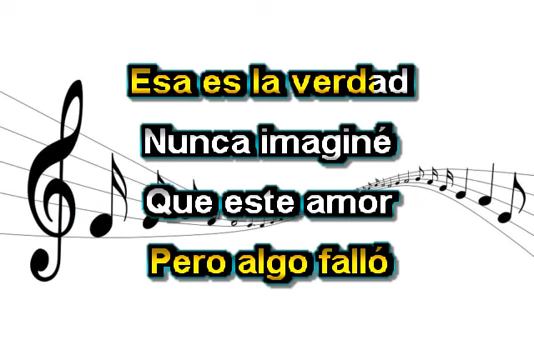 Esa es la verdad
Nunca imaginé
Que este amor
Pero algo falló